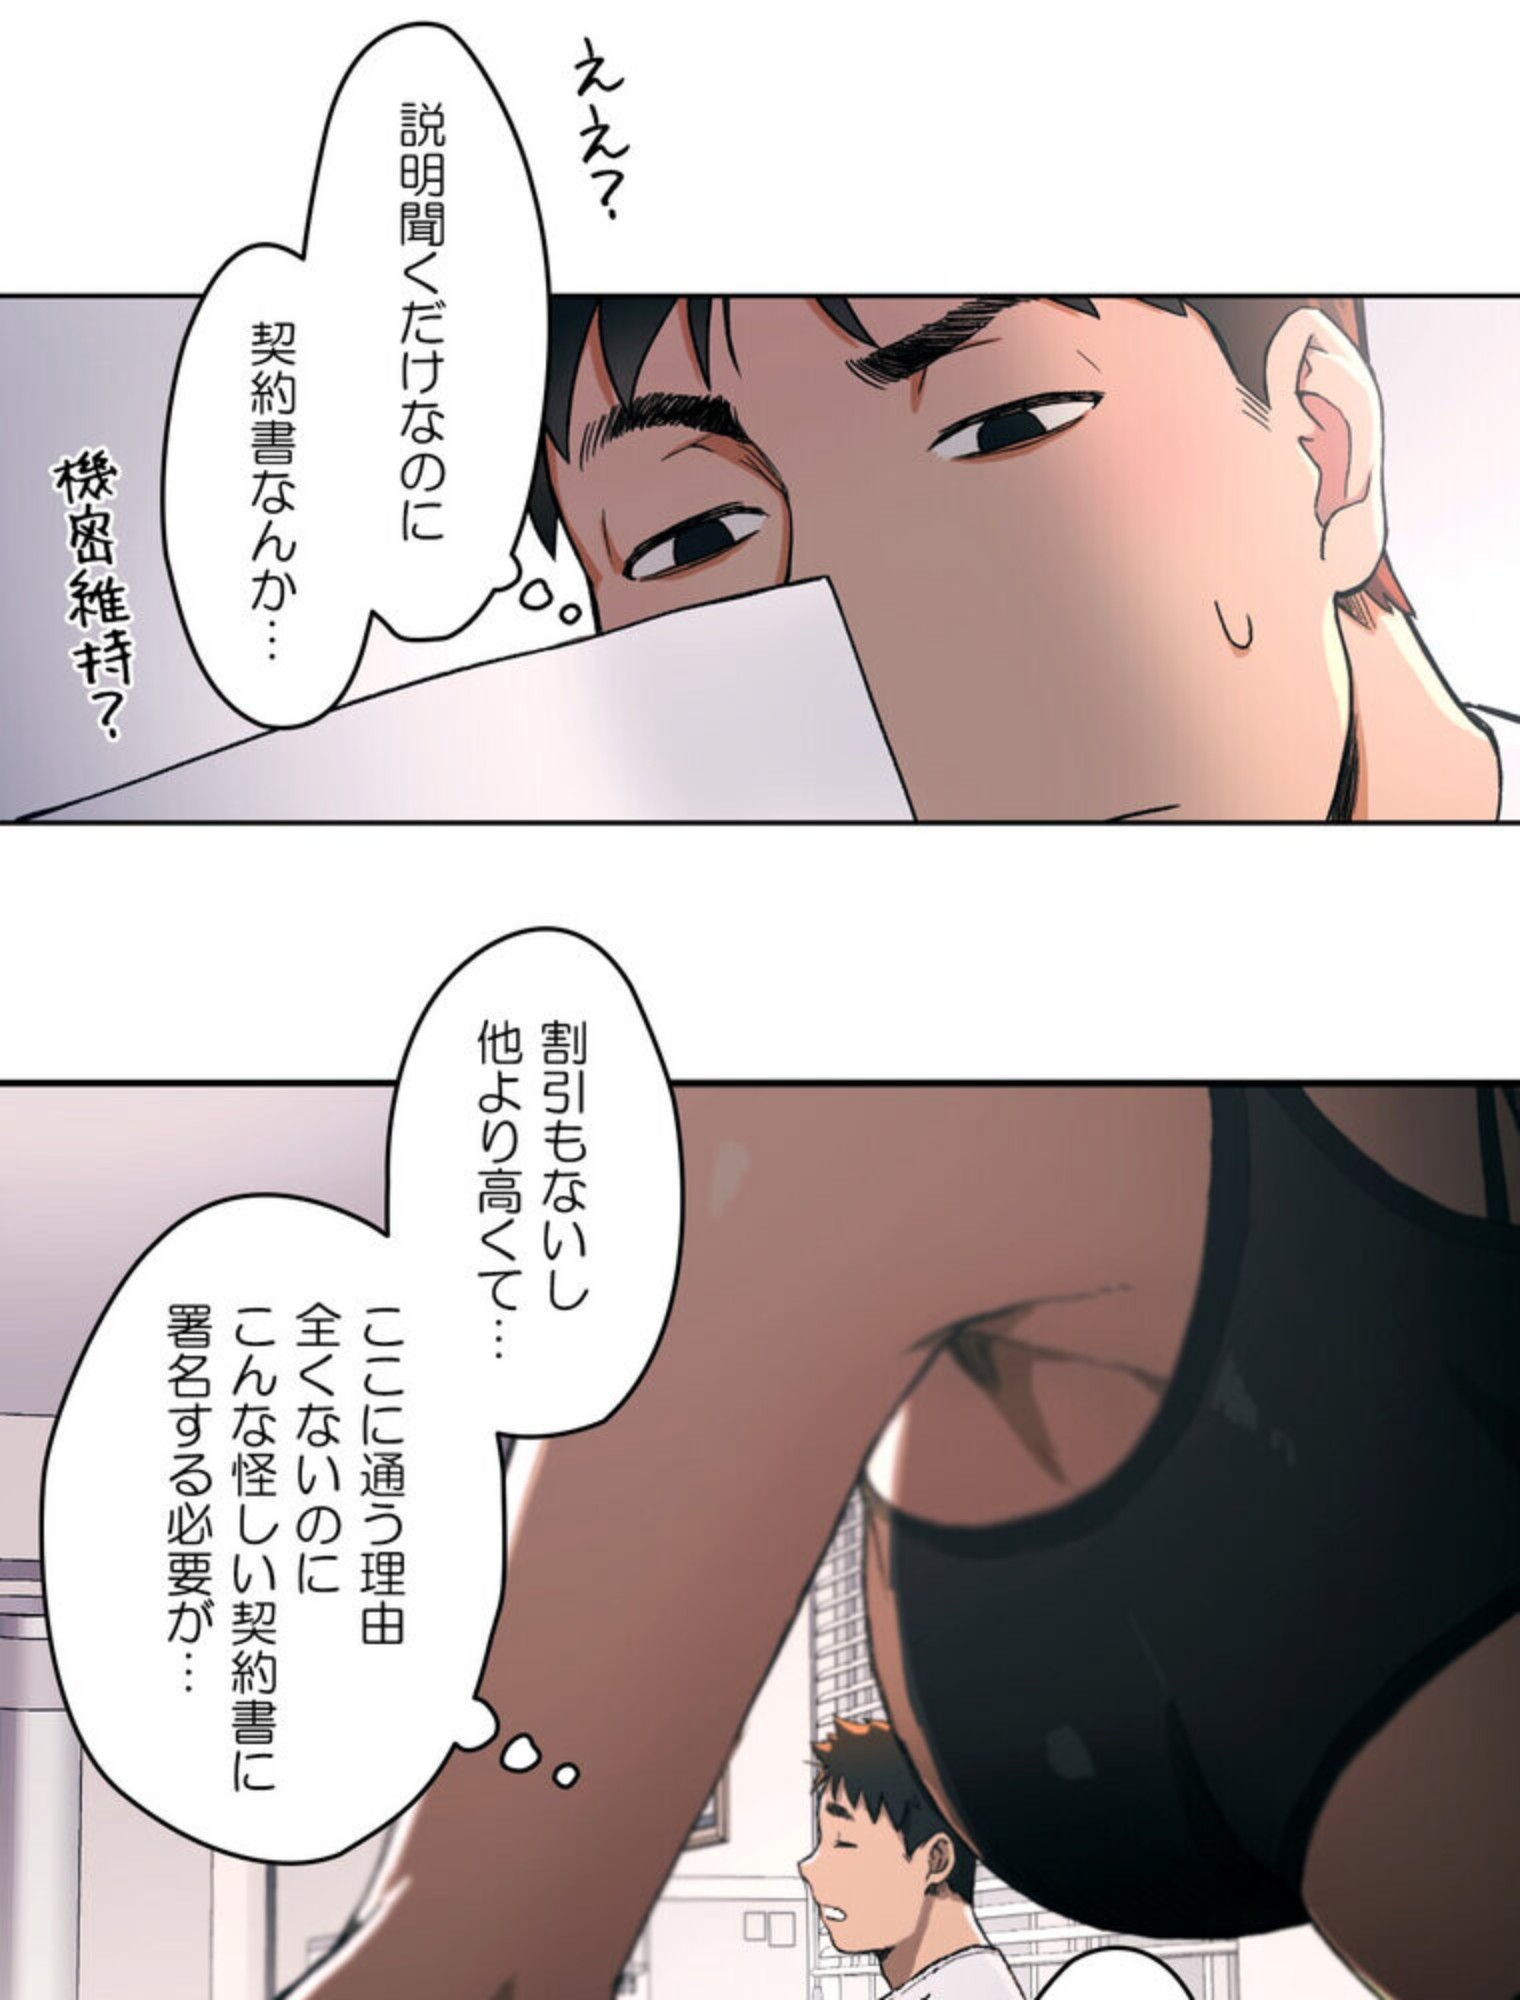 ええ?
説明聞くだけなのに
契約書なんか…
機密維持?
割引もないし
他より高くて…
ここに通う理由
全くないのに
こんな怪しい契約書に
署名する必要が…